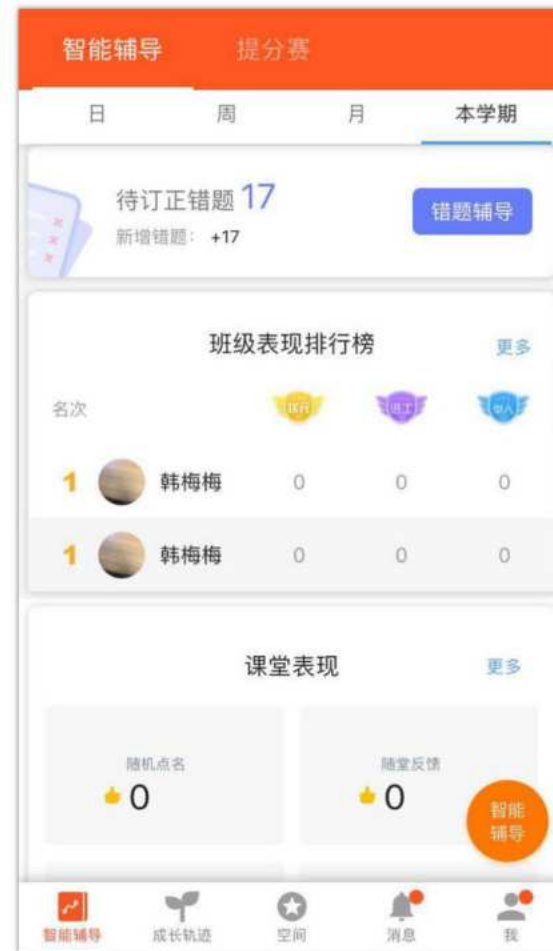 智能辅导 提分赛
日 周 月 本学期
待订正错题 17
错题辅导
新增错题： +17
班级表现排行榜 更多
名次 状元
1 韩梅梅 0 0 0
1 韩梅梅 0 0 0
课堂表现 更多
随机点名 随堂反馈
0 0
智能
辅导
智能辅导 成长轨迹 空间 消息 我